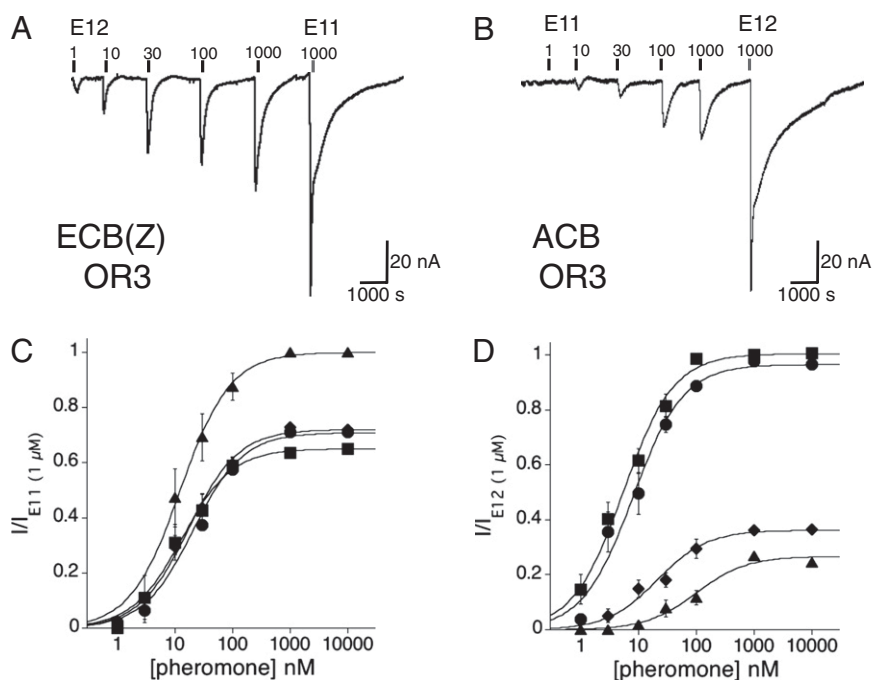 A
E12
E11
1 10 30 100 1000 1000
ECB(Z)
OR3
20 nA
1000 s
B
E11
E12
1 10 30 100 1000 1000
ACB
OR3
20 nA
1000 s
C
1
0.8
0.6
0.4
0.2
0
I/I E11 (1 µM)
1 10 100 1000 10000
[pheromone] nM
D
1
0.8
0.6
0.4
0.2
0
I/I E12 (1 µM)
1 10 100 1000 10000
[pheromone] nM